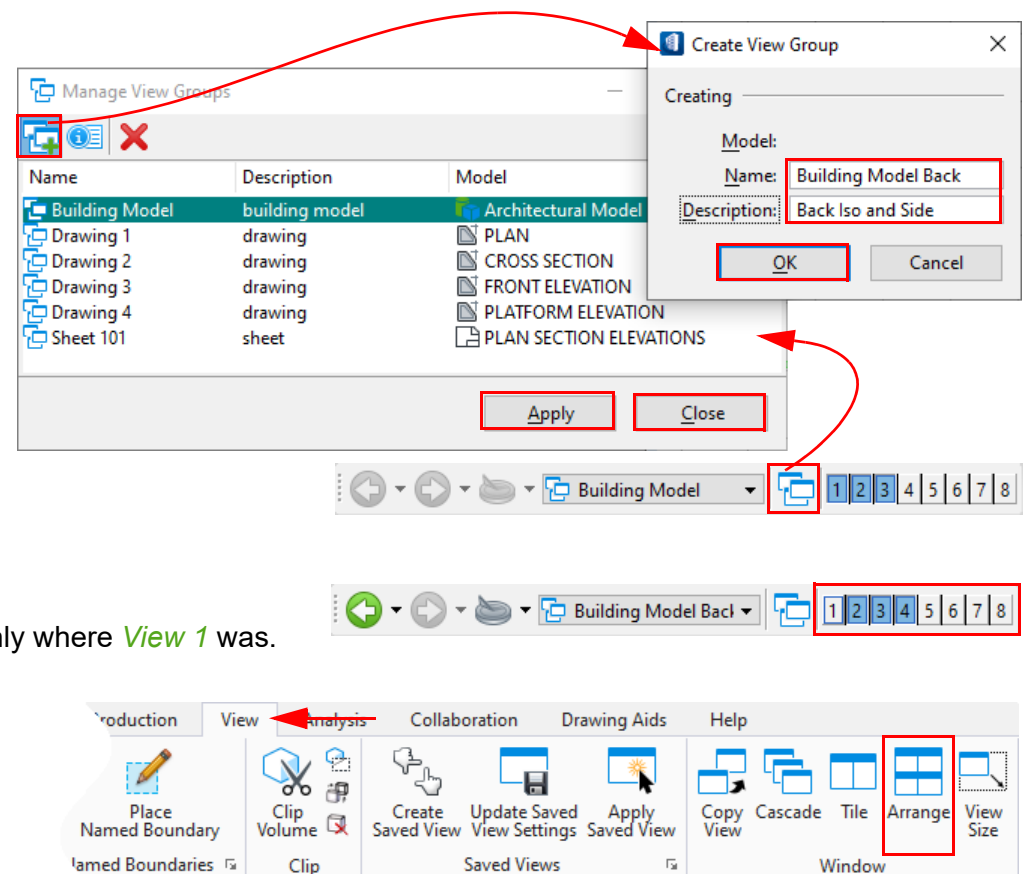 Create View Group
Manage View Groups
Creating
Model:
Name: Building Model Back
Description: Back Iso and Side
OK Cancel
Name Description Model
Building Model building model Architectural Model
Drawing 1 drawing PLAN
Drawing 2 drawing CROSS SECTION
Drawing 3 drawing FRONT ELEVATION
Drawing 4 drawing PLATFORM ELEVATION
Sheet 101 sheet PLAN SECTION ELEVATIONS
Apply Close
Building Model 1 2 3 4 5 6 7 8
Building Model Back 1 2 3 4 5 6 7 8
where View 1 was.
View Analysis Collaboration Drawing Aids Help
Place Clip Create Update Saved Apply Copy Cascade Tile Arrange View
Named Boundary Volume Saved View View Settings Saved View View Size
Named Boundaries Clip Saved Views Window